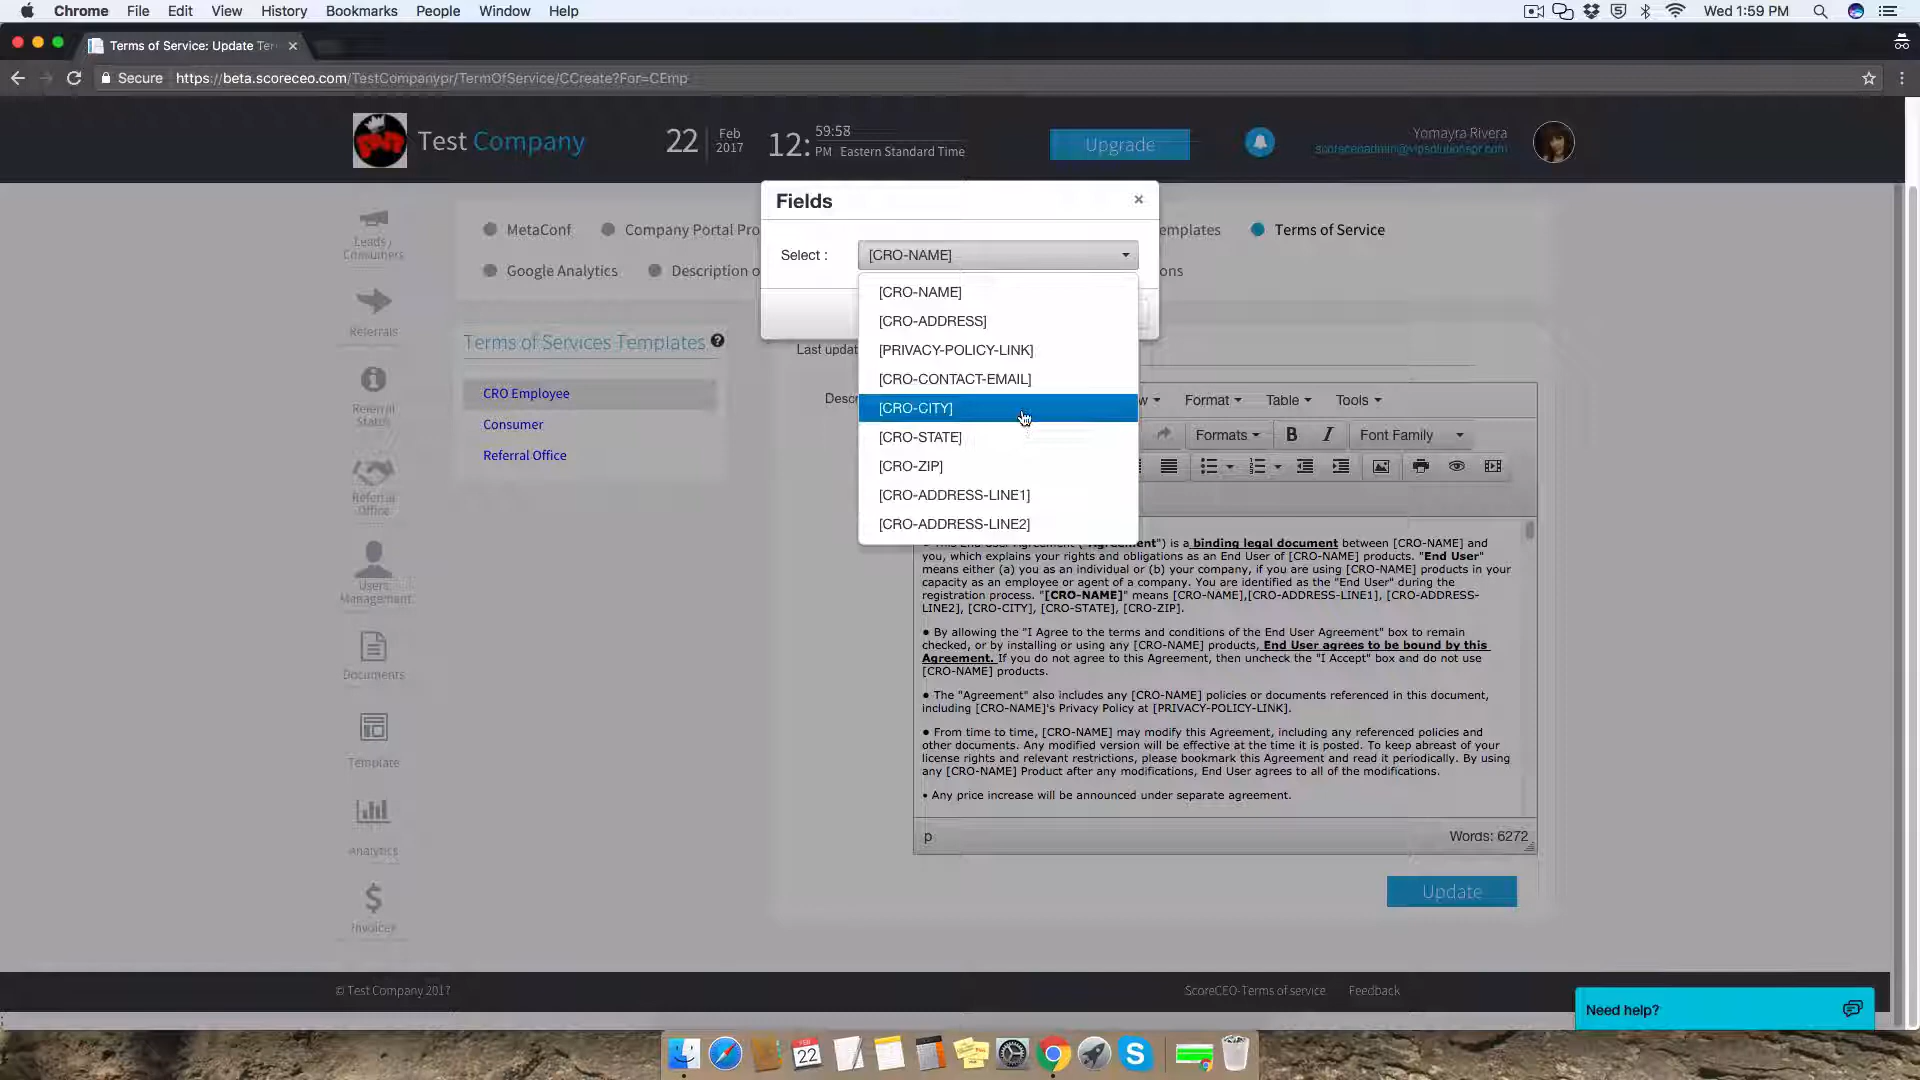 Chrome File Edit View History Bookmarks People Window Help
Wed 1:59 PM
Terms of Service: Update Ter
Secure https://beta.scoreceo.com/TestCompanypr/TermOfService/CCreate?For=CEmp
Test Company
22 Feb 2017
12: 59:58 PM Eastern Standard Time
Upgrade
Yomayra Rivera
scoreceoadmin@vipsolutionspr.com
Fields ×
Select : [CRO-NAME]
[CRO-NAME]
[CRO-ADDRESS]
[PRIVACY-POLICY-LINK]
[CRO-CONTACT-EMAIL]
[CRO-CITY]
[CRO-STATE]
[CRO-ZIP]
[CRO-ADDRESS-LINE1]
[CRO-ADDRESS-LINE2]
MetaConf Company Portal Pro
emplates Terms of Service
Google Analytics Description o
ons
Leads / Consumers
Referrals
Referral Status
Referral Office
Users Management
Documents
Template
Analytics
Invoices
Terms of Services Templates ?
CRO Employee
Consumer
Referral Office
Last updat
Descr
w Format Table Tools
Formats B I Font Family
This End User Agreement ("Agreement") is a binding legal document between [CRO-NAME] and
you, which explains your rights and obligations as an End User of [CRO-NAME] products. "End User"
means either (a) you as an individual or (b) your company, if you are using [CRO-NAME] products in your
capacity as an employee or agent of a company. You are identified as the "End User" during the
registration process. "[CRO-NAME]" means [CRO-NAME],[CRO-ADDRESS-LINE1], [CRO-ADDRESS-
LINE2], [CRO-CITY], [CRO-STATE], [CRO-ZIP].
● By allowing the "I Agree to the terms and conditions of the End User Agreement" box to remain
checked, or by installing or using any [CRO-NAME] products, End User agrees to be bound by this
Agreement. If you do not agree to this Agreement, then uncheck the "I Accept" box and do not use
[CRO-NAME] products.
● The "Agreement" also includes any [CRO-NAME] policies or documents referenced in this document,
including [CRO-NAME]'s Privacy Policy at [PRIVACY-POLICY-LINK].
● From time to time, [CRO-NAME] may modify this Agreement, including any referenced policies and
other documents. Any modified version will be effective at the time it is posted. To keep abreast of your
license rights and relevant restrictions, please bookmark this Agreement and read it periodically. By using
any [CRO-NAME] Product after any modifications, End User agrees to all of the modifications.
• Any price increase will be announced under separate agreement.
p Words: 6272
Update
© Test Company 2017
ScoreCEO-Terms of service Feedback
Need help?
FEB 22
S